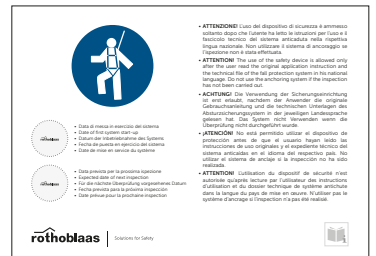 • ATTENZIONE! L'uso del dispositivo di sicurezza è ammesso
soltanto dopo che l'utente ha letto le istruzioni per l'uso e il
fascicolo tecnico del sistema anticaduta nella rispettiva
lingua nazionale. Non utilizzare il sistema di ancoraggio se
l'ispezione non è stata effettuata.
• ATTENTION! The use of the safety device is allowed only
after the user read the original application instruction and
the technical file of the fall protection system in his national
language. Do not use the anchoring system if the inspection
has not been carried out.
• ACHTUNG! Die Verwendung der Sicherungseinrichtung
ist erst erlaubt, nachdem der Anwender die originale
Gebrauchsanleitung und die technischen Unterlagen des
Absturzsicherungssystem in der jeweiligen Landessprache
gelesen hat. Das System nicht Verwenden wenn die
Überprüfung nicht durchgeführt wurde.
• ¡ATENCIÓN! No está permitido utilizar el dispositivo de
protección antes de que el usuario hayan leído las
instrucciones de uso originales y el expediente técnico del
sistema anticaídas en el idioma del respectivo país. No
utilizar el sistema de anclaje si la inspección no ha sido
realizada.
• ATTENTION! L'utilisation du dispositif de sécurité n'est
autorisée qu'après lecture par l'utilisateur des instructions
d'utilisation et du dossier technique de système antichute
dans la langue du pays de mise en œuvre. N'utiliser pas le
système d'ancrage si l'inspection n'a pas été réalisé.
rothoblaas
• Data di messa in esercizio del sistema
• Date of first system start-up
• Datum der Inbetriebnahme des Systems
• Fecha de puesta en ejercicio del sistema
• Date de mise en service du système
rothoblaas
• Data prevista per la prossima ispezione
• Expected date of next inspection
• Für die nächste Überprüfung vorgesehenes Datum
• Fecha prevista para la próxima inspección
• Date prévue pour la prochaine inspection
rothoblaas
Solutions for Safety